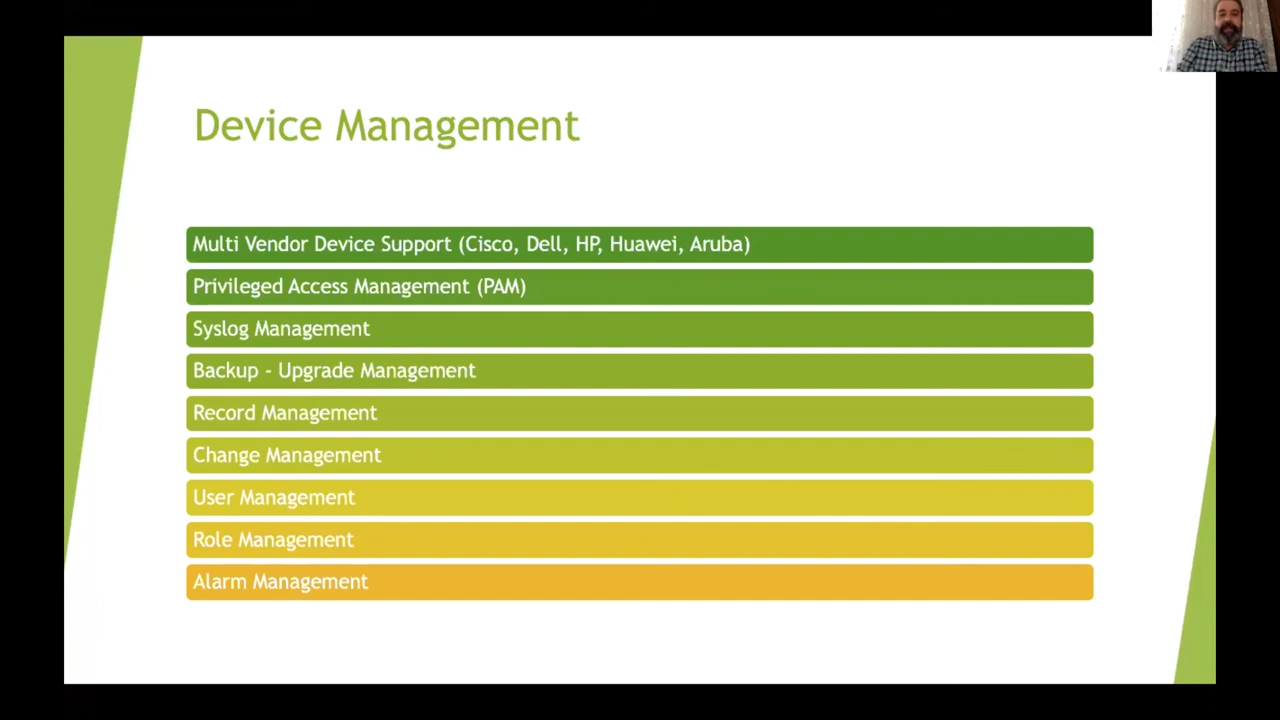 Device Management
Multi Vendor Device Support (Cisco, Dell, HP, Huawei, Aruba)
Privileged Access Management (PAM)
Syslog Management
Backup - Upgrade Management
Record Management
Change Management
User Management
Role Management
Alarm Management